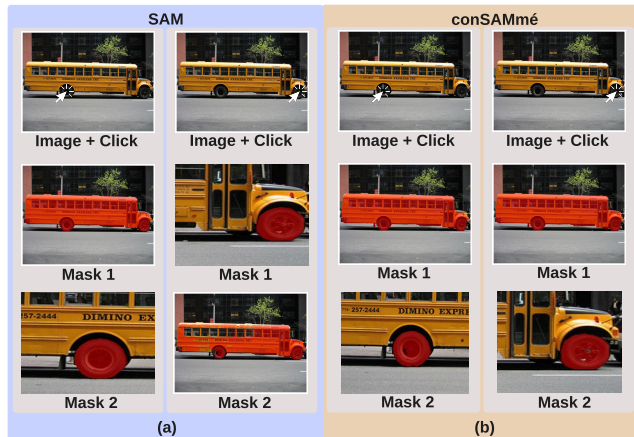 SAM
conSAMmé
Image + Click
Image + Click
Image + Click
Image + Click
Mask 1
Mask 1
Mask 1
Mask 1
257-2444 DIMINO EX
2444 DIMINO EXPR
Mask 2
Mask 2
Mask 2
Mask 2
(a)
(b)